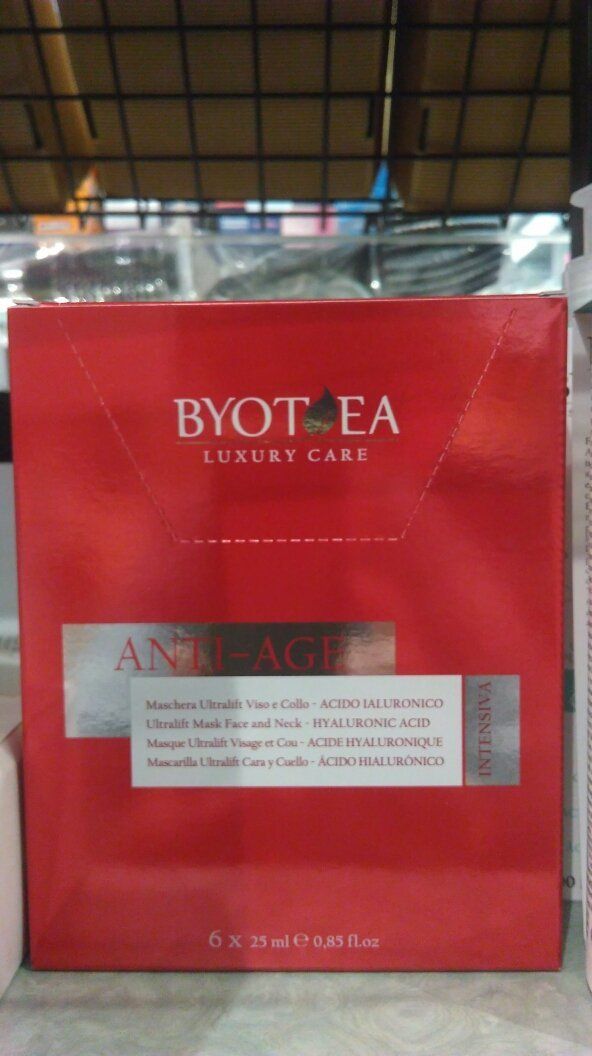 BYOTEA
LUXURY CARE
ANTI-AGE
Maschera Ultralift Viso e Collo - ACIDO IALURONICO
Ultralift Mask Face and Neck - HYALURONIC ACID
Masque Ultralift Visage et Cou - ACIDE HYALURONIQUE
Mascarilla Ultralift Cara y Cuello - ÁCIDO HIALURÓNICO
INTENSIVA
6 X 25 ml ℮ 0,85 fl.oz